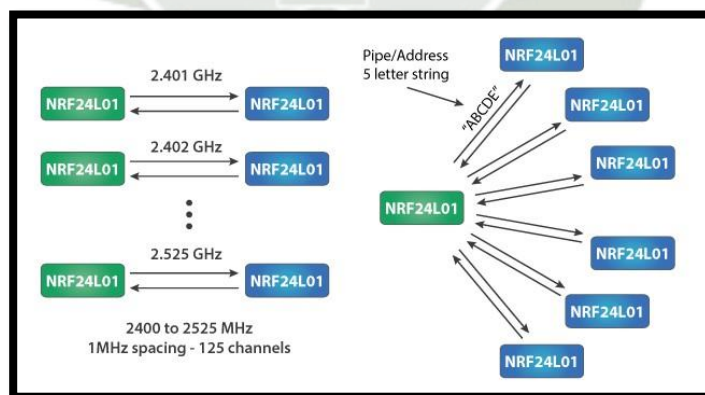 2.401 GHz
NRF24L01 NRF24L01
2.402 GHz
NRF24L01 NRF24L01
2.525 GHz
NRF24L01 NRF24L01
2400 to 2525 MHz
1MHz spacing - 125 channels
Pipe/Address
5 letter string
"ABCDE"
NRF24L01
NRF24L01
NRF24L01
NRF24L01
NRF24L01
NRF24L01
NRF24L01